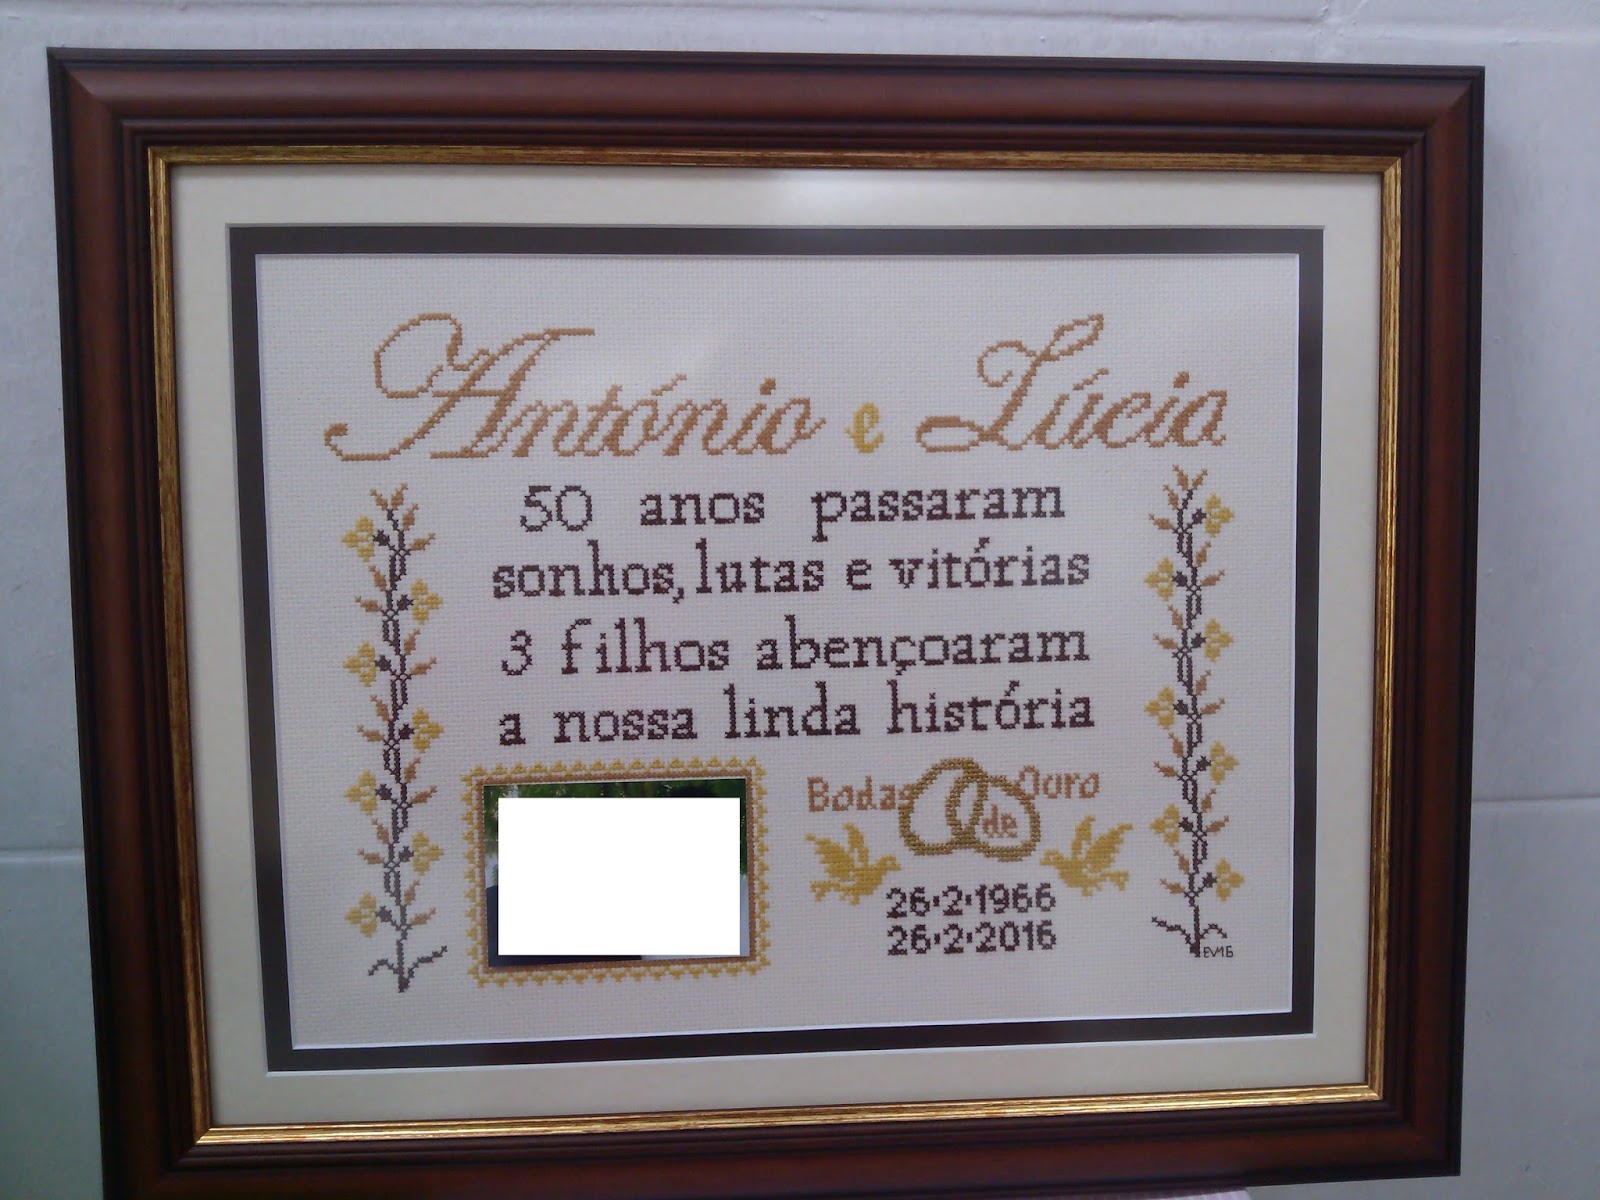 António e Lúcia
50 anos passaram
sonhos, lutas e vitórias
3 filhos abençoaram
a nossa linda história
Bodas de Ouro
26·2·1966
26·2·2016